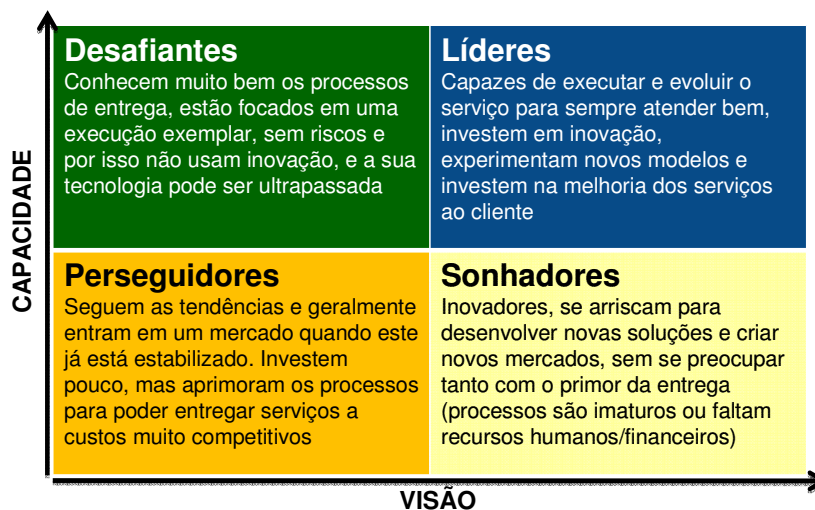 CAPACIDADE
Desafiantes
Conhecem muito bem os processos
de entrega, estão focados em uma
execução exemplar, sem riscos e
por isso não usam inovação, e a sua
tecnologia pode ser ultrapassada
Líderes
Capazes de executar e evoluir o
serviço para sempre atender bem,
investem em inovação,
experimentam novos modelos e
investem na melhoria dos serviços
ao cliente
Perseguidores
Seguem as tendências e geralmente
entram em um mercado quando este
já está estabilizado. Investem
pouco, mas aprimoram os processos
para poder entregar serviços a
custos muito competitivos
Sonhadores
Inovadores, se arriscam para
desenvolver novas soluções e criar
novos mercados, sem se preocupar
tanto com o primor da entrega
(processos são imaturos ou faltam
recursos humanos/financeiros)
VISÃO